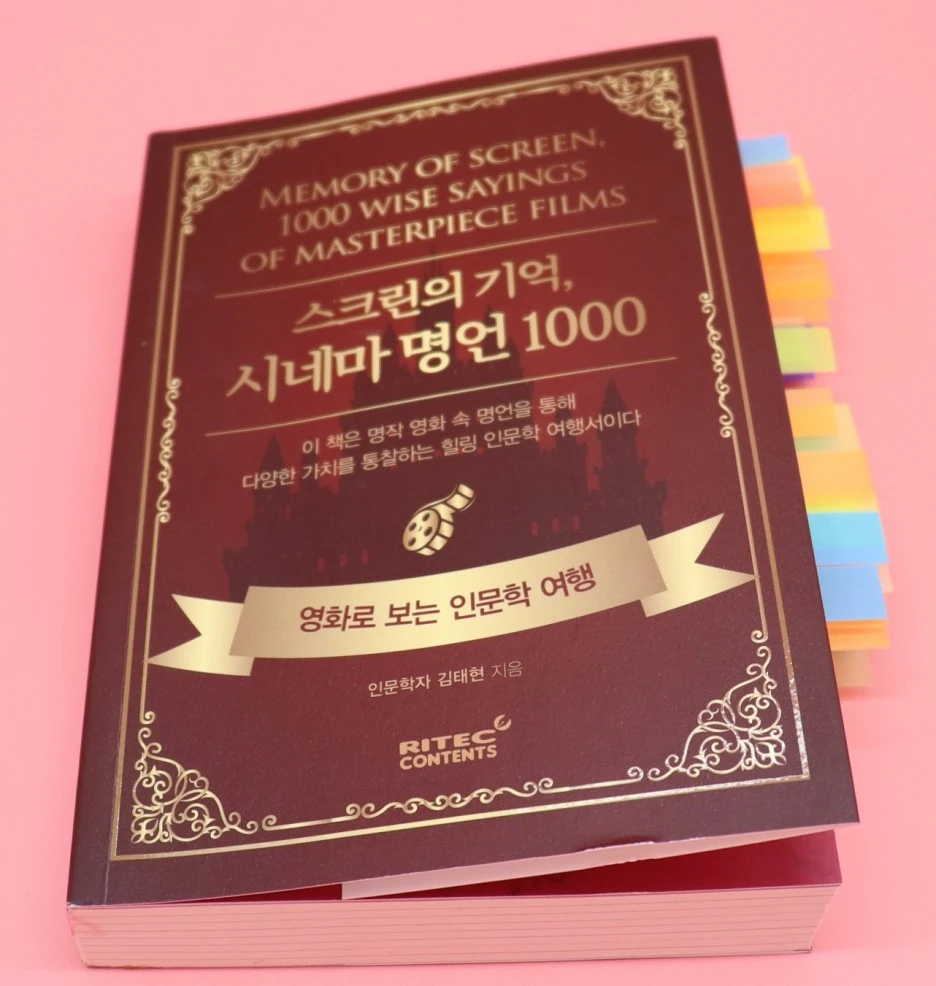 MEMORY OF SCREEN,
1000 WISE SAYINGS
OF MASTERPIECE FILMS
스크린의 기억,
시네마 명언 1000
이 책은 명작 영화 속 명언을 통해
다양한 가치를 통찰하는 힐링 인문학 여행서이다
영화로 보는 인문학 여행
인문학자 김태현 지음
RITEC
CONTENTS